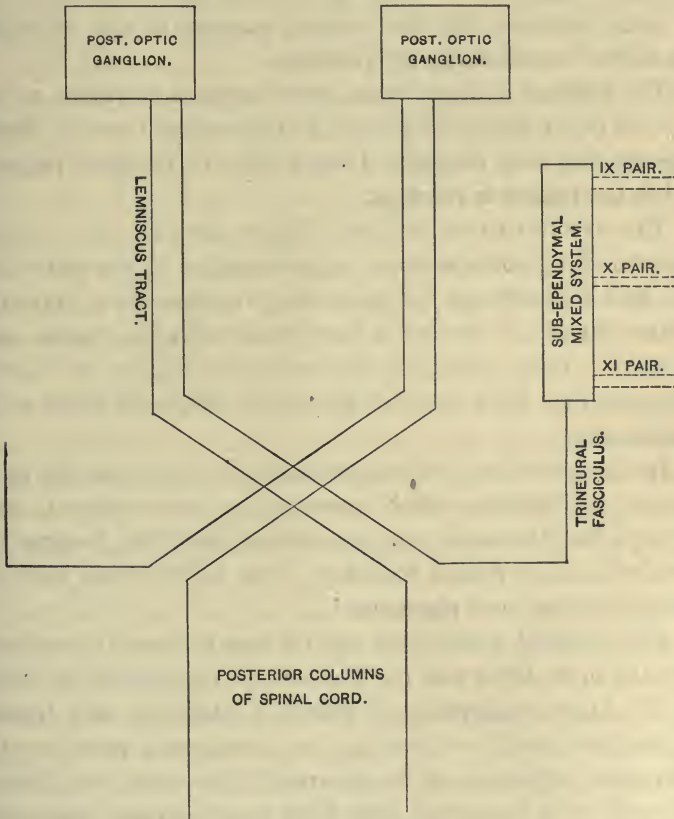 POST. OPTIC
GANGLION.
POST. OPTIC
GANGLION.
LEMNISCUS TRACT.
SUB-EPENDYMAL
MIXED SYSTEM.
IX PAIR.
X PAIR.
XI PAIR.
TRINEURAL
FASCICULUS.
POSTERIOR COLUMNS
OF SPINAL CORD.